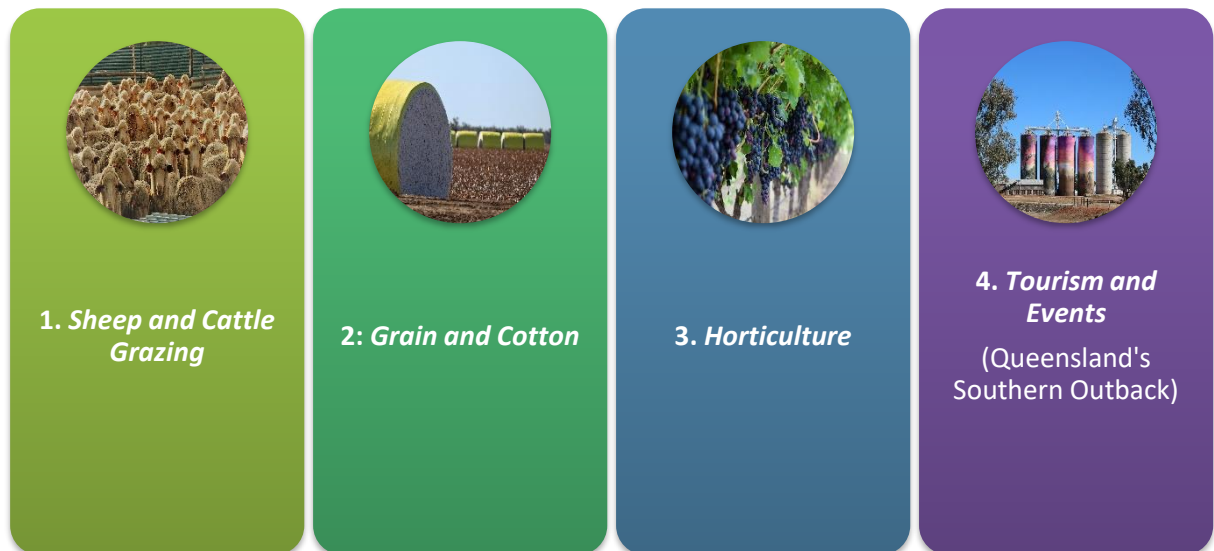 1. Sheep and Cattle
Grazing
2: Grain and Cotton
3. Horticulture
4. Tourism and
Events
(Queensland's
Southern Outback)